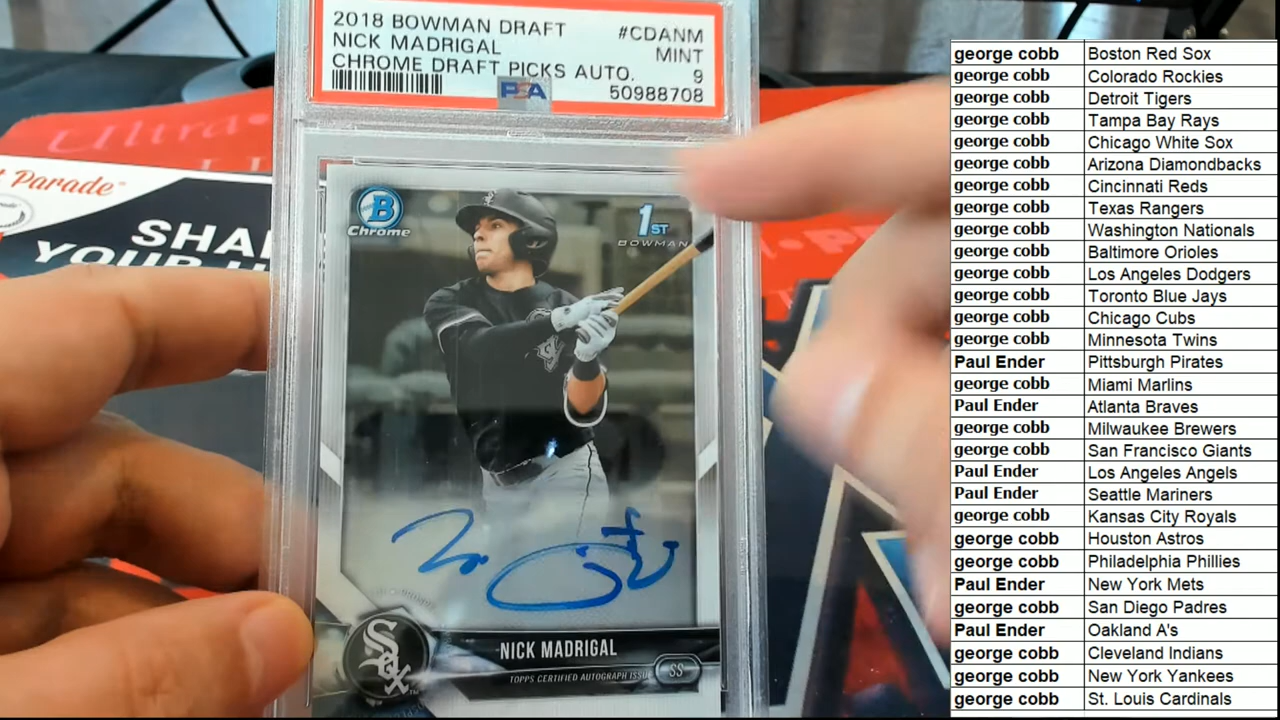 2018 BOWMAN DRAFT #CDANM
NICK MADRIGAL MINT
CHROME DRAFT PICKS AUTO. 9
PSA 50988708
Ultra
Parade
SHA
YOUR
B
Chrome
1ST
BOWMAN
Sox
NICK MADRIGAL
TOPPS CERTIFIED AUTOGRAPH ISSUE
SS
george cobb Boston Red Sox
george cobb Colorado Rockies
george cobb Detroit Tigers
george cobb Tampa Bay Rays
george cobb Chicago White Sox
george cobb Arizona Diamondbacks
george cobb Cincinnati Reds
george cobb Texas Rangers
george cobb Washington Nationals
george cobb Baltimore Orioles
george cobb Los Angeles Dodgers
george cobb Toronto Blue Jays
george cobb Chicago Cubs
george cobb Minnesota Twins
Paul Ender Pittsburgh Pirates
george cobb Miami Marlins
Paul Ender Atlanta Braves
george cobb Milwaukee Brewers
george cobb San Francisco Giants
Paul Ender Los Angeles Angels
Paul Ender Seattle Mariners
george cobb Kansas City Royals
george cobb Houston Astros
george cobb Philadelphia Phillies
Paul Ender New York Mets
george cobb San Diego Padres
Paul Ender Oakland A's
george cobb Cleveland Indians
george cobb New York Yankees
george cobb St. Louis Cardinals